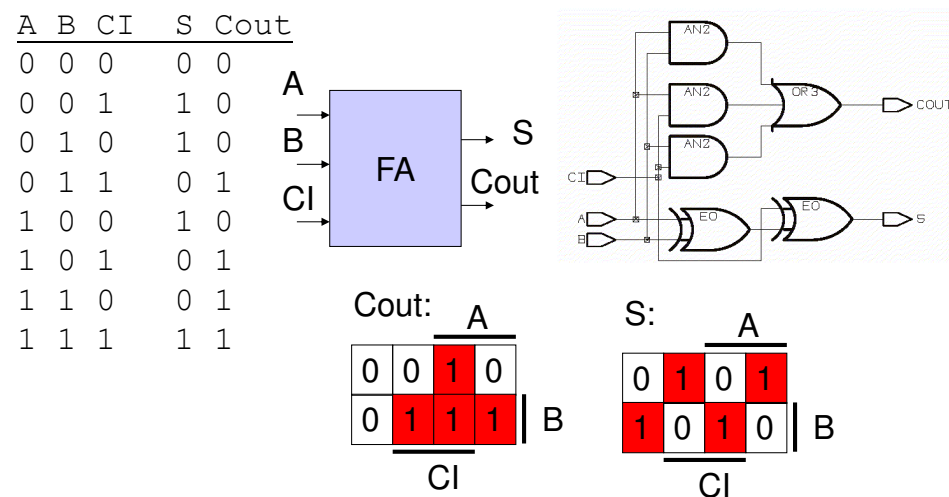 A B CI S Cout
0 0 0 0 0
0 0 1 1 0
0 1 0 1 0
0 1 1 0 1
1 0 0 1 0
1 0 1 0 1
1 1 0 0 1
1 1 1 1 1
A
B
CI
FA
S
Cout
AN2
AN2
AN2
OR3
COUT
CI
A
B
EO
EO
S
Cout:
A
0 0 1 0
0 1 1 1
B
CI
S:
A
0 1 0 1
1 0 1 0
B
CI